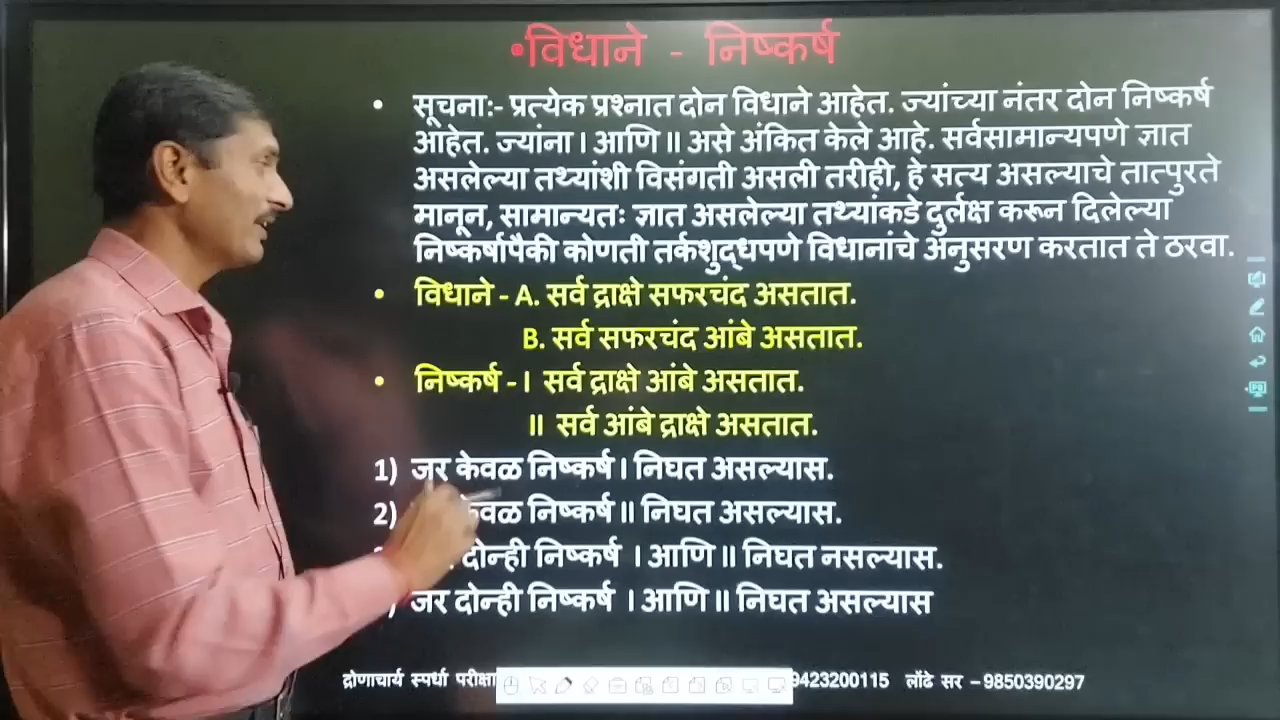 •विधाने - निष्कर्ष
• सूचनाः- प्रत्येक प्रश्नात दोन विधाने आहेत. ज्यांच्या नंतर दोन निष्कर्ष
आहेत. ज्यांना । आणि ॥ असे अंकित केले आहे. सर्वसामान्यपणे ज्ञात
असलेल्या तथ्यांशी विसंगती असली तरीही, हे सत्य असल्याचे तात्पुरते
मानून, सामान्यतः ज्ञात असलेल्या तथ्यांकडे दुर्लक्ष करून दिलेल्या
निष्कर्षापैकी कोणती तर्कशुद्धपणे विधानांचे अनुसरण करतात ते ठरवा.
• विधाने - A. सर्व द्राक्षे सफरचंद असतात.
B. सर्व सफरचंद आंबे असतात.
• निष्कर्ष - । सर्व द्राक्षे आंबे असतात.
॥ सर्व आंबे द्राक्षे असतात.
1) जर केवळ निष्कर्ष । निघत असल्यास.
2) केवळ निष्कर्ष ॥ निघत असल्यास.
दोन्ही निष्कर्ष । आणि ॥ निघत नसल्यास.
) जर दोन्ही निष्कर्ष । आणि ॥ निघत असल्यास
द्रोणाचार्य स्पर्धा परीक्षा 9423200115 लोंढे सर – 9850390297